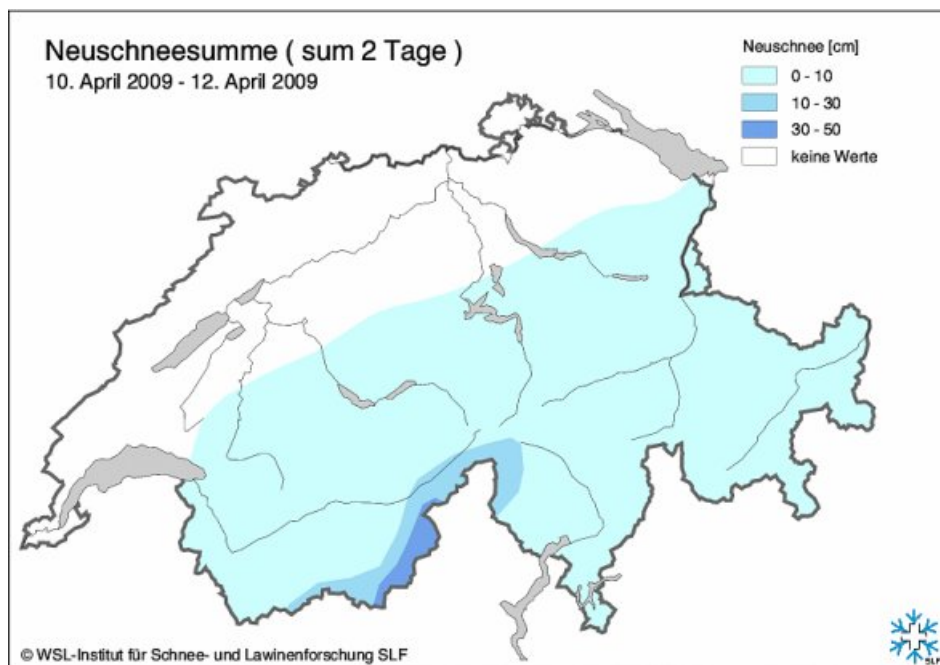 Neuschneesumme ( sum 2 Tage )
10. April 2009 - 12. April 2009
Neuschnee [cm]
0 - 10
10 - 30
30 - 50
keine Werte
© WSL-Institut für Schnee- und Lawinenforschung SLF
SLF